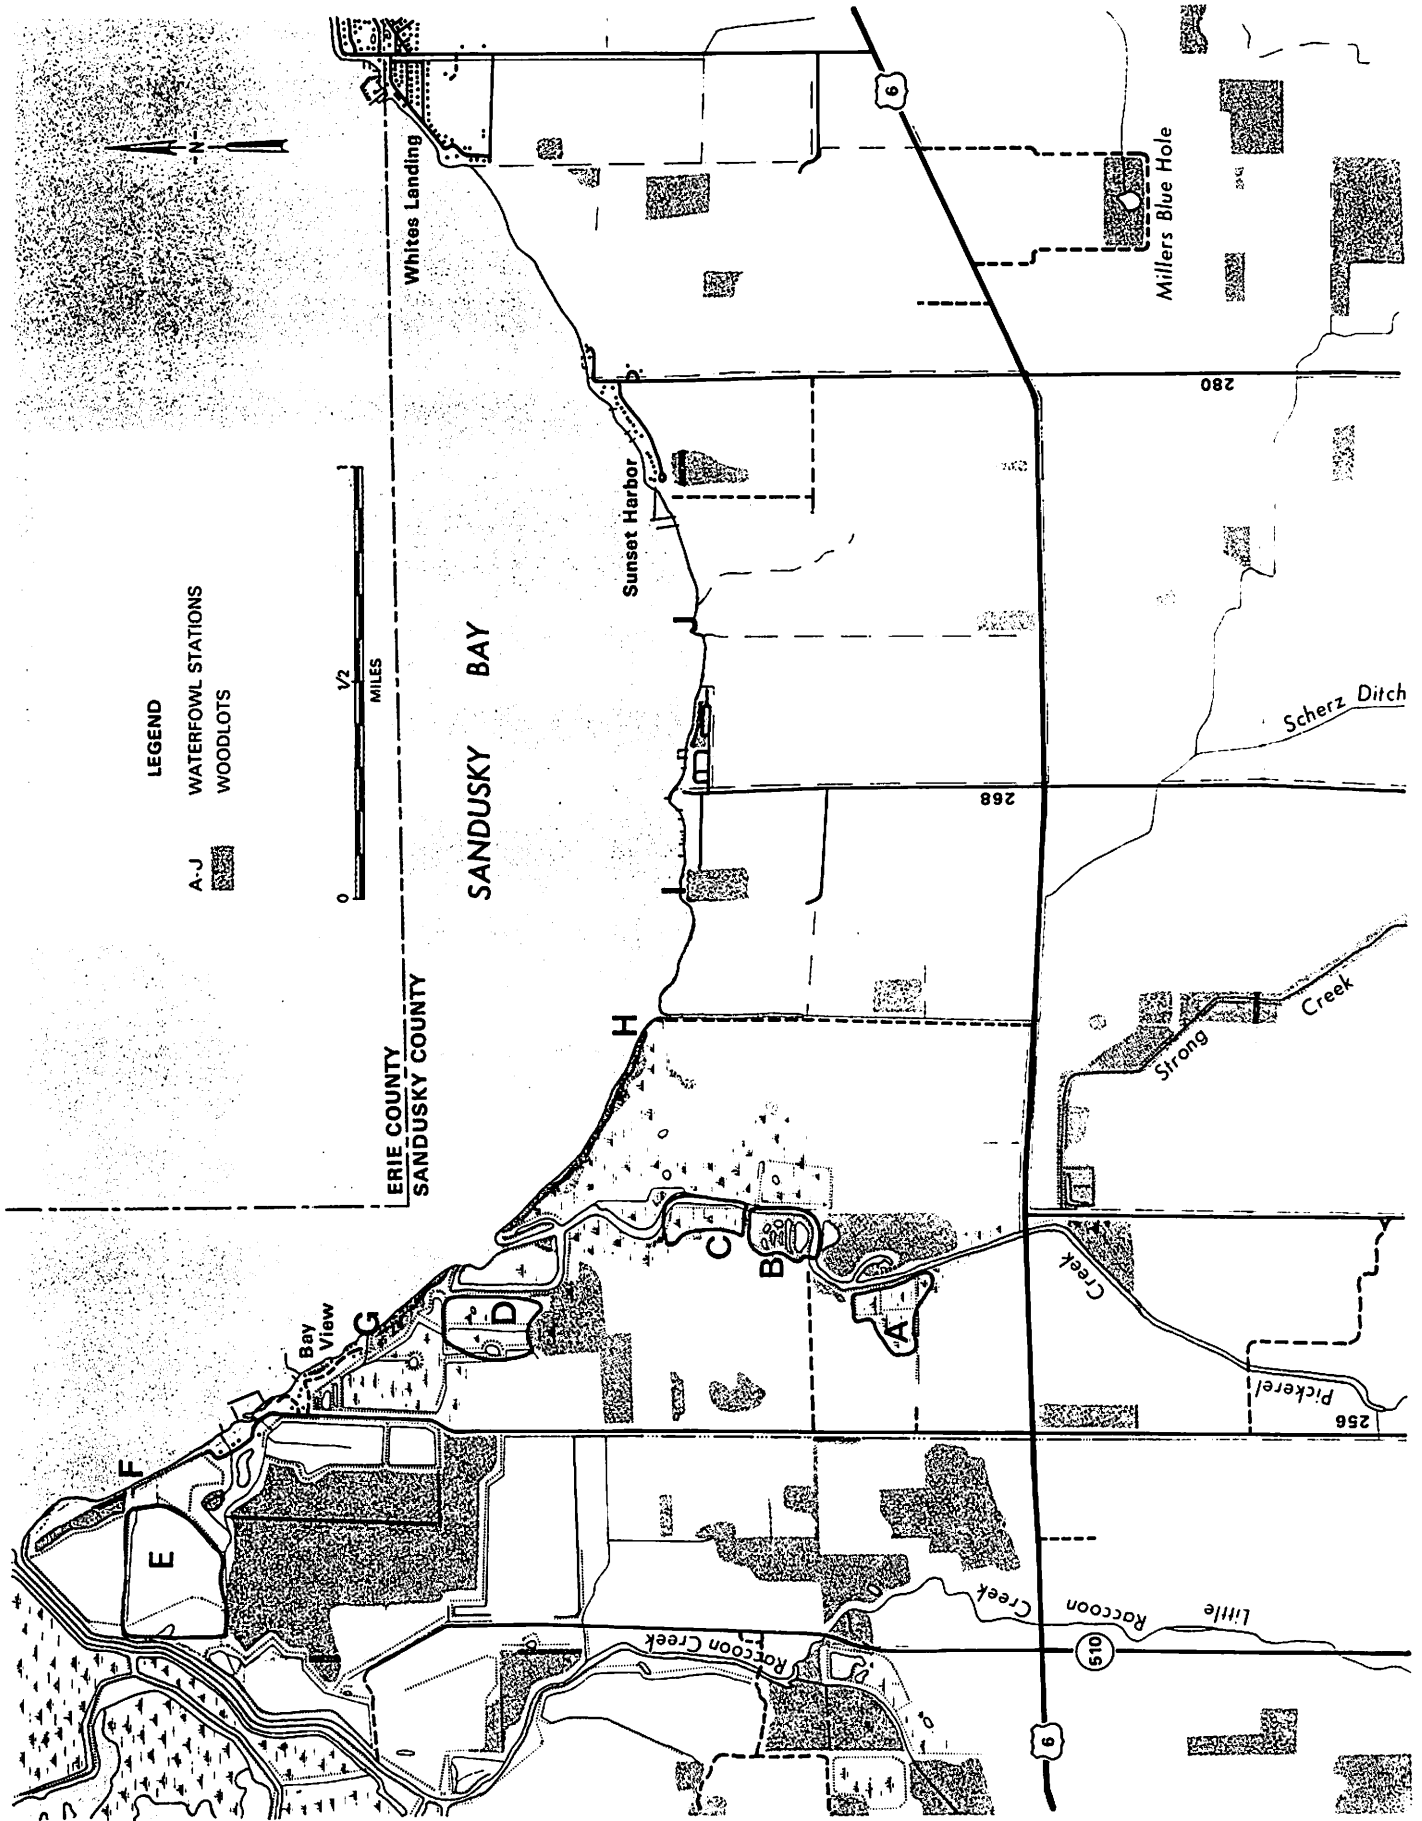 LEGEND
A-J WATERFOWL STATIONS
WOODLOTS
0 1/2 1
MILES
-N-
ERIE COUNTY
SANDUSKY COUNTY
SANDUSKY BAY
Whites Landing
Sunset Harbor
Bay
View
Millers Blue Hole
Scherz Ditch
Strong Creek
Pickerel Creek
Raccoon Creek
Little Raccoon Creek
A
B
C
D
E
F
G
H
6
6
510
256
268
280